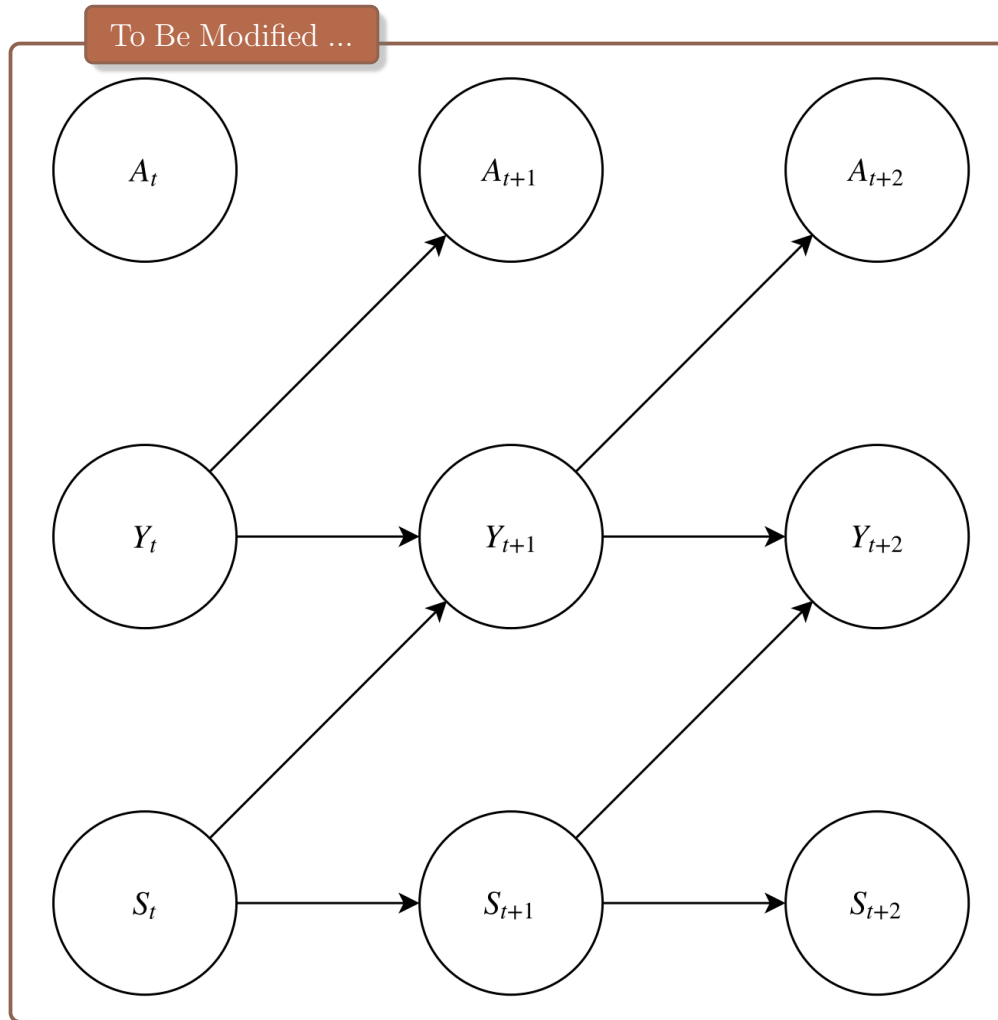 To Be Modified ...
A_t A_{t+1} A_{t+2}
Y_t Y_{t+1} Y_{t+2}
S_t S_{t+1} S_{t+2}